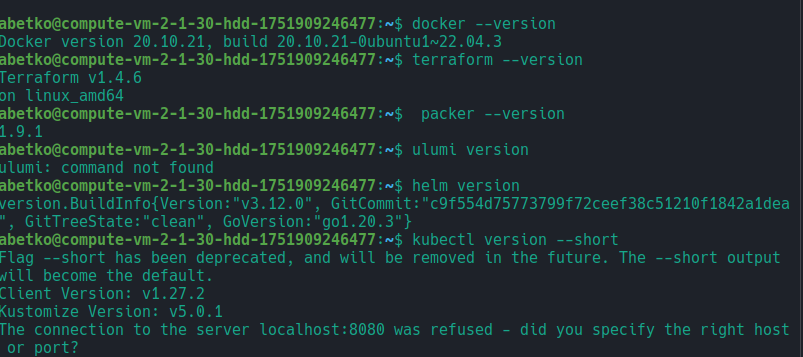 abetko@compute-vm-2-1-30-hdd-1751909246477:~$ docker --version
Docker version 20.10.21, build 20.10.21-0ubuntu1~22.04.3
abetko@compute-vm-2-1-30-hdd-1751909246477:~$ terraform --version
Terraform v1.4.6
on linux_amd64
abetko@compute-vm-2-1-30-hdd-1751909246477:~$  packer --version
1.9.1
abetko@compute-vm-2-1-30-hdd-1751909246477:~$ ulumi version
ulumi: command not found
abetko@compute-vm-2-1-30-hdd-1751909246477:~$ helm version
version.BuildInfo{Version:"v3.12.0", GitCommit:"c9f554d75773799f72ceef38c51210f1842a1dea
", GitTreeState:"clean", GoVersion:"go1.20.3"}
abetko@compute-vm-2-1-30-hdd-1751909246477:~$ kubectl version --short
Flag --short has been deprecated, and will be removed in the future. The --short output
will become the default.
Client Version: v1.27.2
Kustomize Version: v5.0.1
The connection to the server localhost:8080 was refused - did you specify the right host
 or port?